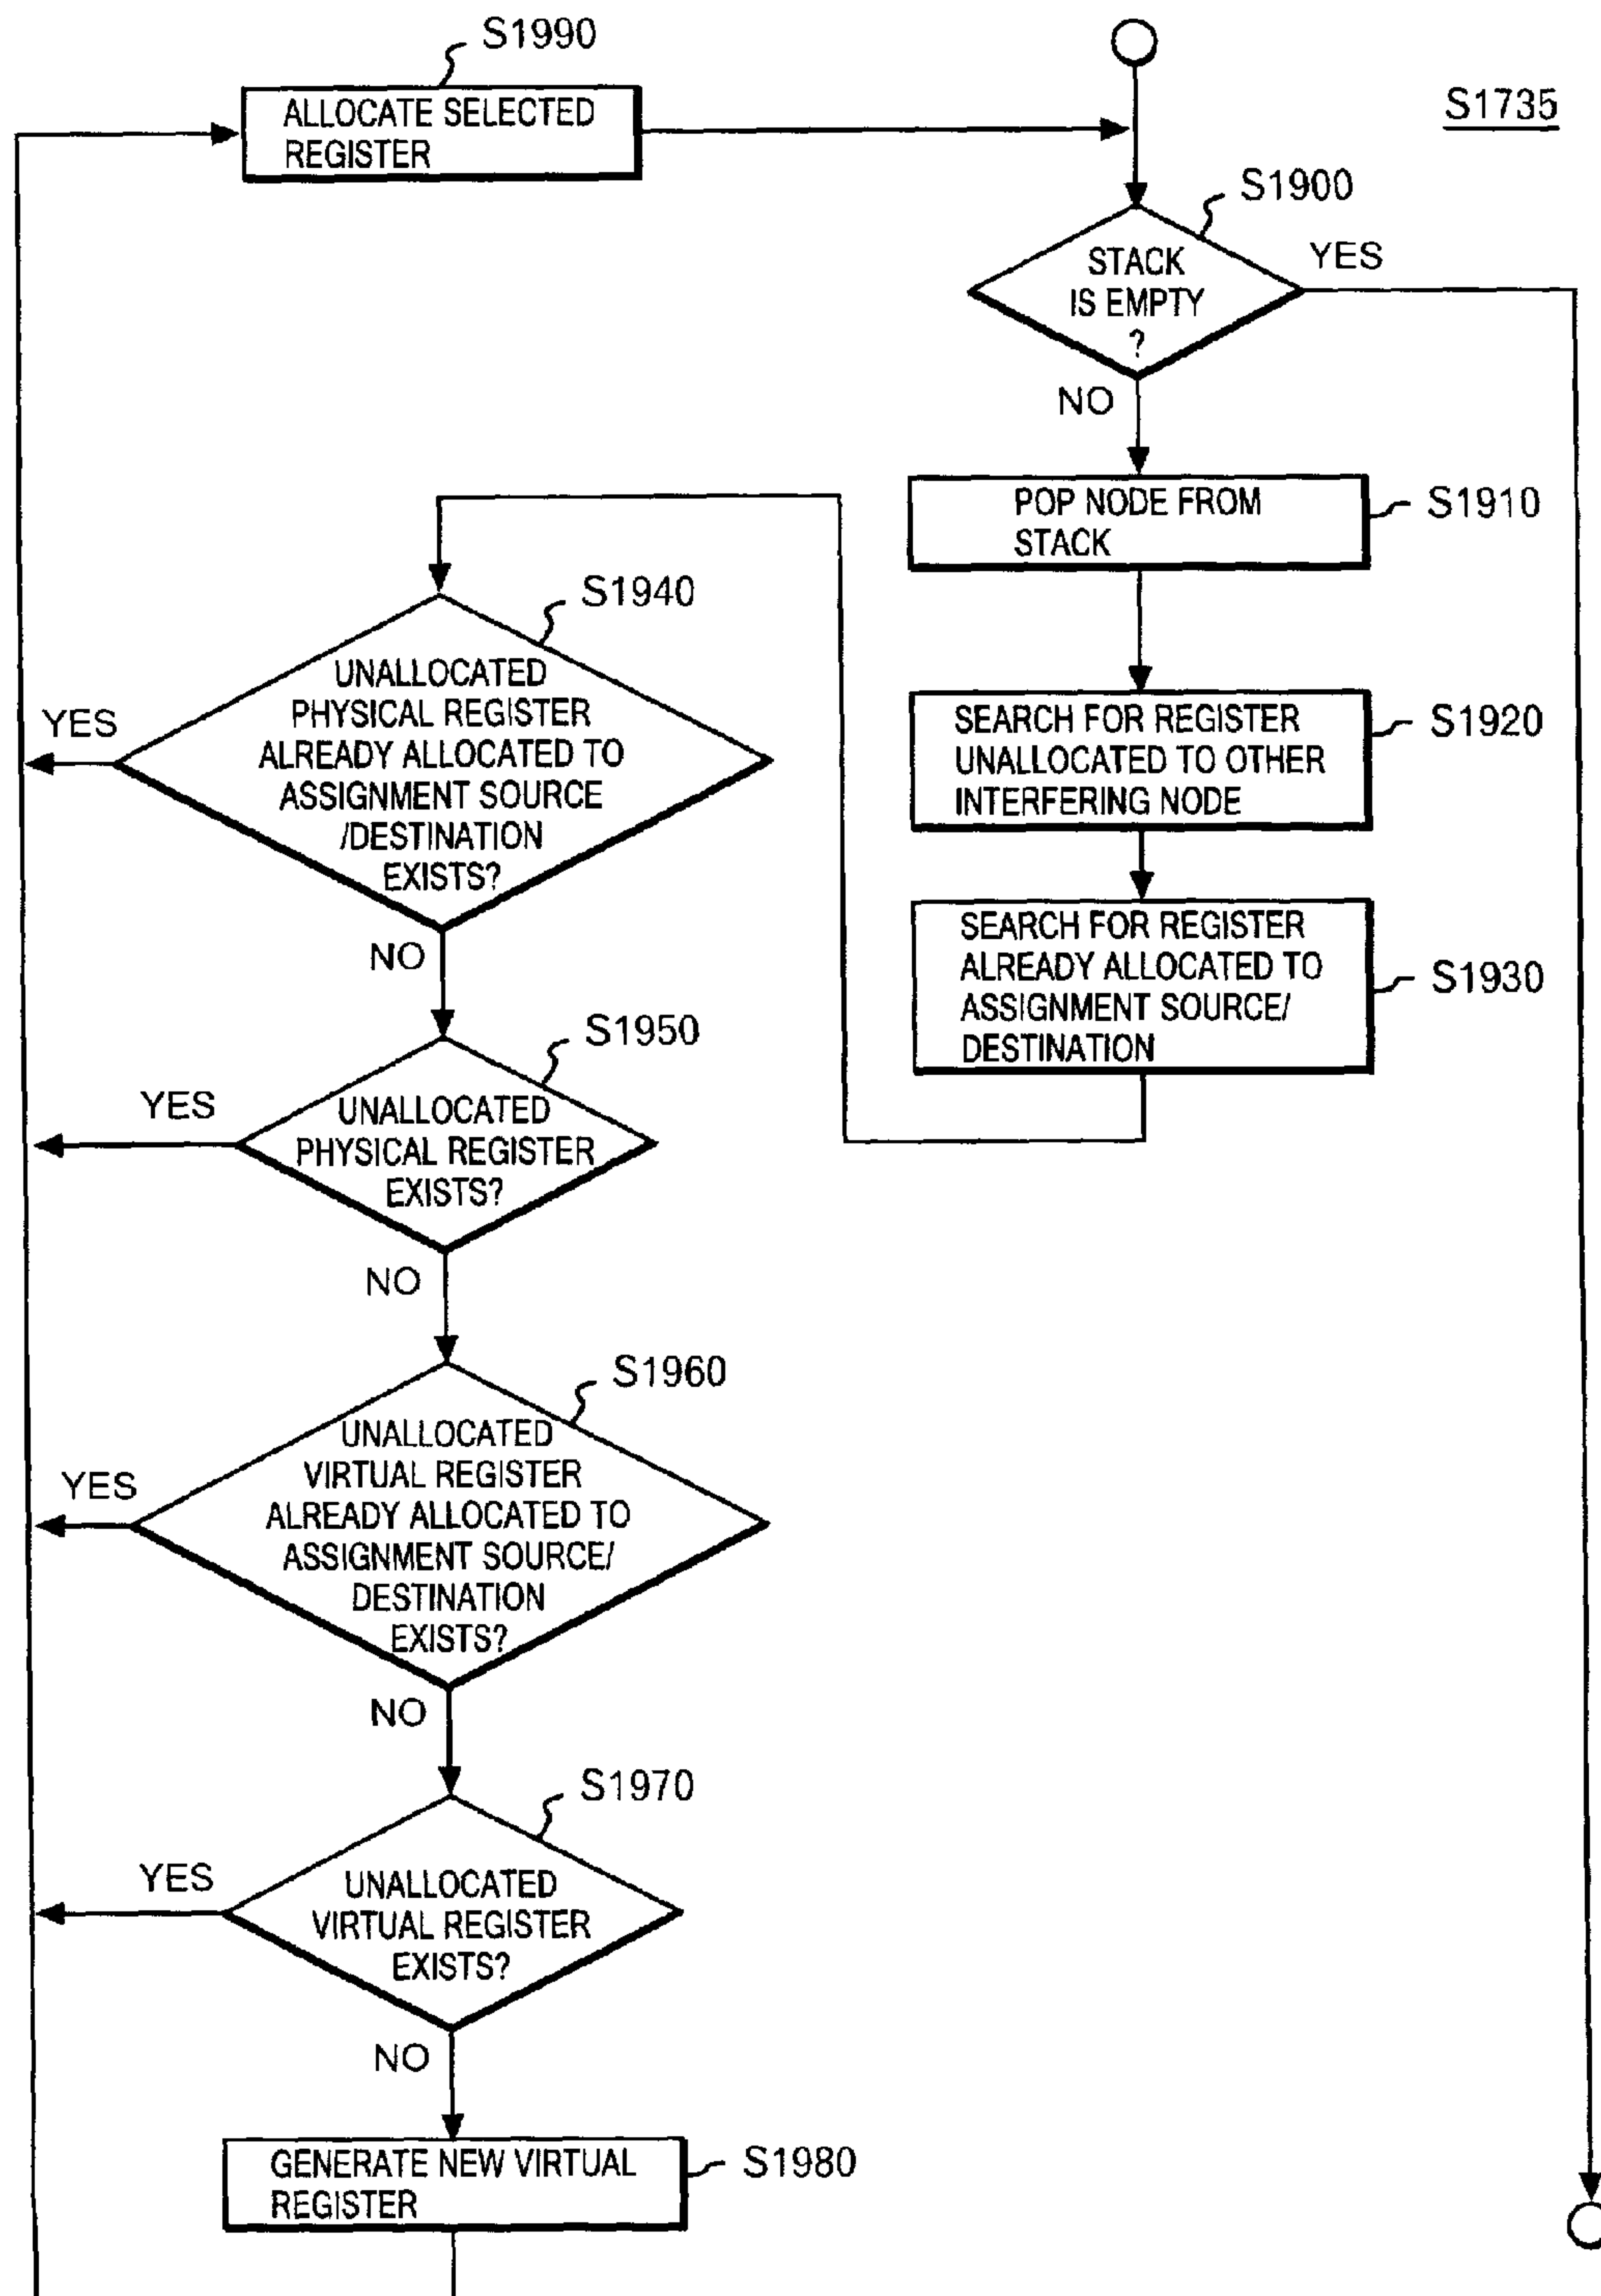 S1990
ALLOCATE SELECTED
REGISTER
S1735
S1900
STACK
IS EMPTY
?
YES
NO
POP NODE FROM
STACK
S1910
SEARCH FOR REGISTER
UNALLOCATED TO OTHER
INTERFERING NODE
S1920
SEARCH FOR REGISTER
ALREADY ALLOCATED TO
ASSIGNMENT SOURCE/
DESTINATION
S1930
S1940
UNALLOCATED
PHYSICAL REGISTER
ALREADY ALLOCATED TO
ASSIGNMENT SOURCE
/DESTINATION
EXISTS?
YES
NO
S1950
UNALLOCATED
PHYSICAL REGISTER
EXISTS?
YES
NO
S1960
UNALLOCATED
VIRTUAL REGISTER
ALREADY ALLOCATED TO
ASSIGNMENT SOURCE/
DESTINATION
EXISTS?
YES
NO
S1970
UNALLOCATED
VIRTUAL REGISTER
EXISTS?
YES
NO
GENERATE NEW VIRTUAL
REGISTER
S1980